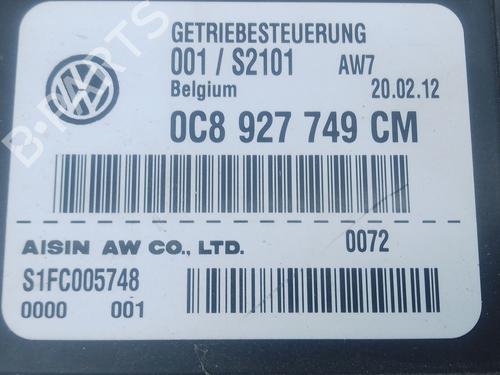 GETRIEBESTEUERUNG
001 / S2101 AW7
Belgium 20.02.12
0C8 927 749 CM
AISIN AW CO., LTD. 0072
S1FC005748
0000 001
B-PARTS